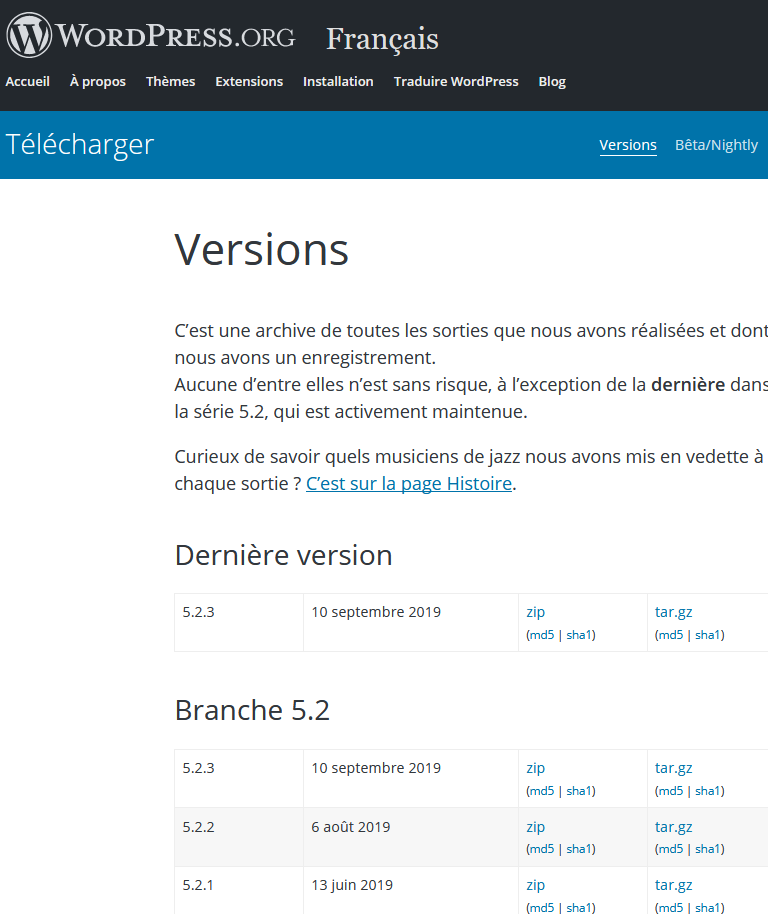 WORDPRESS.ORG Français
Accueil À propos Thèmes Extensions Installation Traduire WordPress Blog
Télécharger Versions Bêta/Nightly
Versions
C’est une archive de toutes les sorties que nous avons réalisées et dont
nous avons un enregistrement.
Aucune d’entre elles n’est sans risque, à l’exception de la dernière dans
la série 5.2, qui est activement maintenue.
Curieux de savoir quels musiciens de jazz nous avons mis en vedette à
chaque sortie ? C’est sur la page Histoire.
Dernière version
5.2.3 10 septembre 2019 zip tar.gz
(md5 | sha1) (md5 | sha1)
Branche 5.2
5.2.3 10 septembre 2019 zip tar.gz
(md5 | sha1) (md5 | sha1)
5.2.2 6 août 2019 zip tar.gz
(md5 | sha1) (md5 | sha1)
5.2.1 13 juin 2019 zip tar.gz
(md5 | sha1) (md5 | sha1)